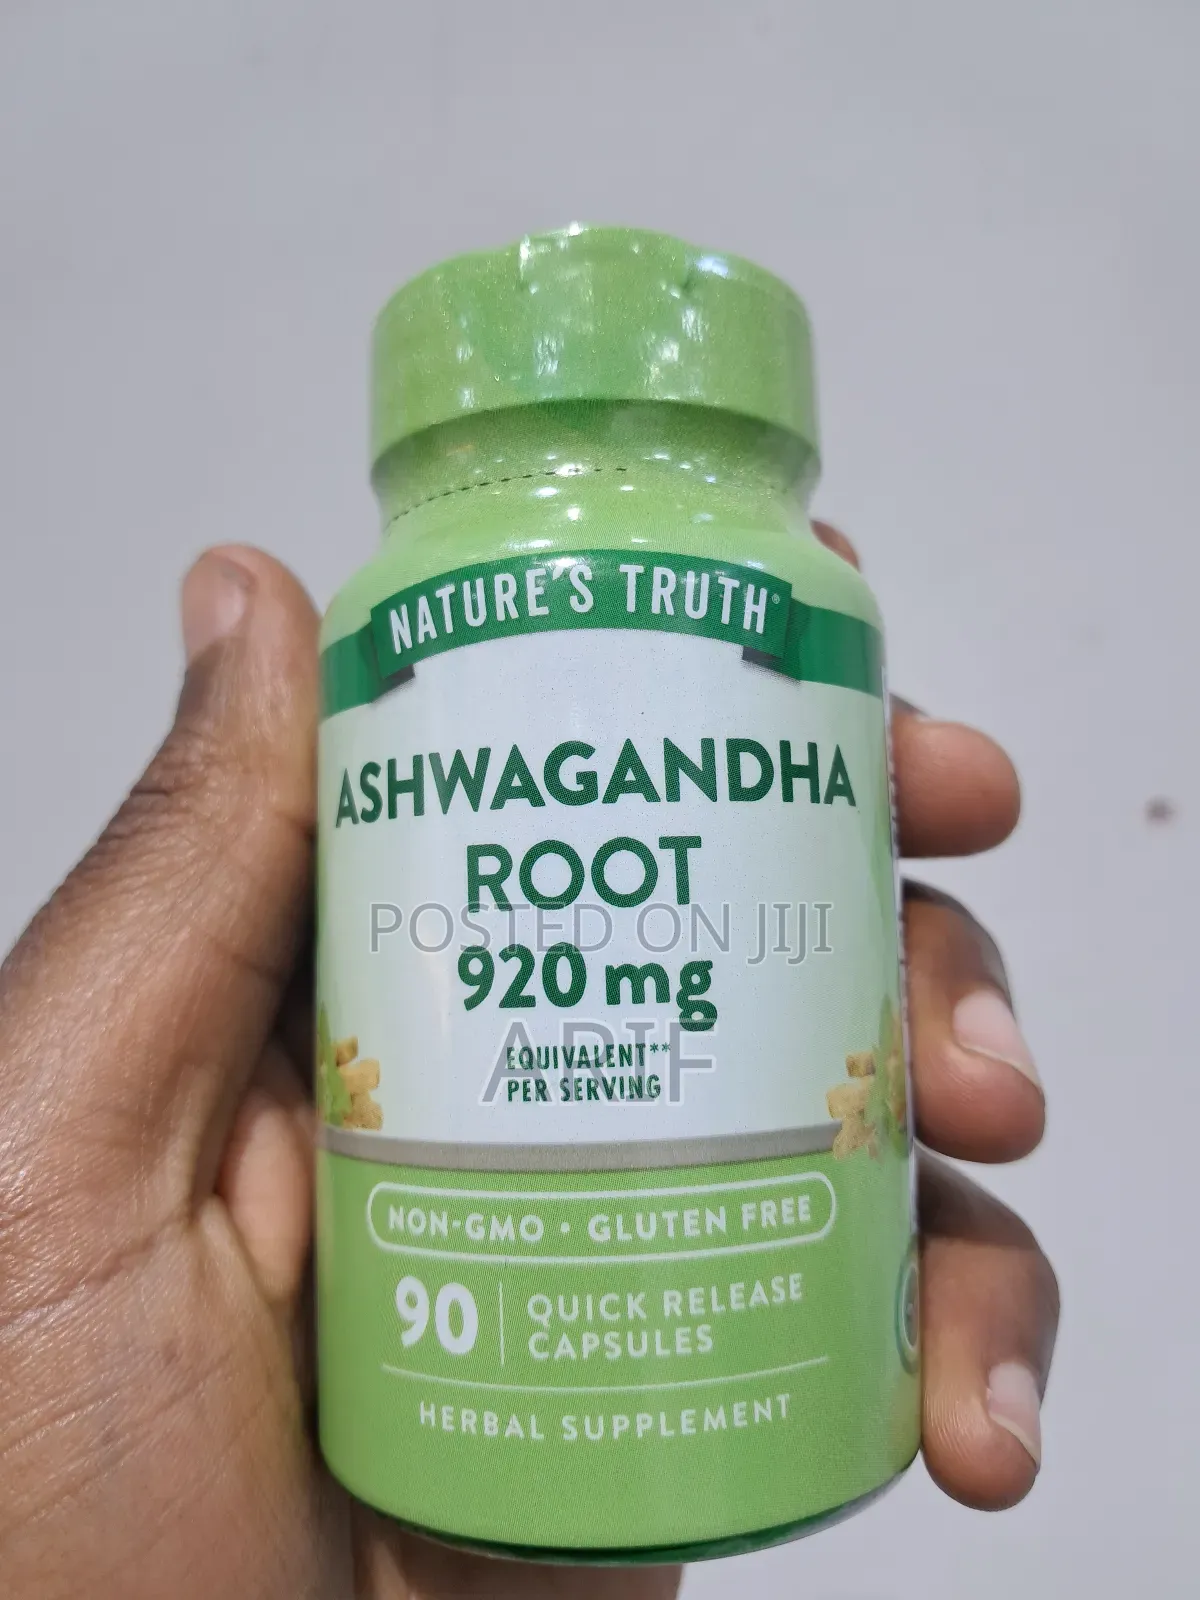 NATURE'S TRUTH®
ASHWAGANDHA
ROOT
POSTED ON JIJI
920 mg
ARIF
EQUIVALENT**
PER SERVING
NON-GMO • GLUTEN FREE
90
QUICK RELEASE
CAPSULES
HERBAL SUPPLEMENT